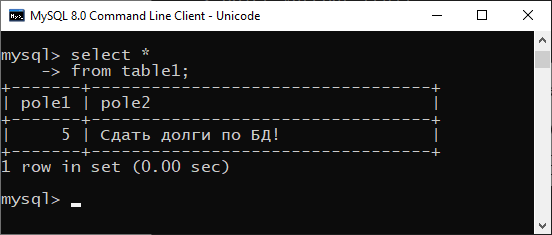 MySQL 8.0 Command Line Client - Unicode
mysql> select *
    -> from table1;
+-------+-------------------------------+
| pole1 | pole2                         |
+-------+-------------------------------+
|     5 | Сдать долги по БД!            |
+-------+-------------------------------+
1 row in set (0.00 sec)
mysql>